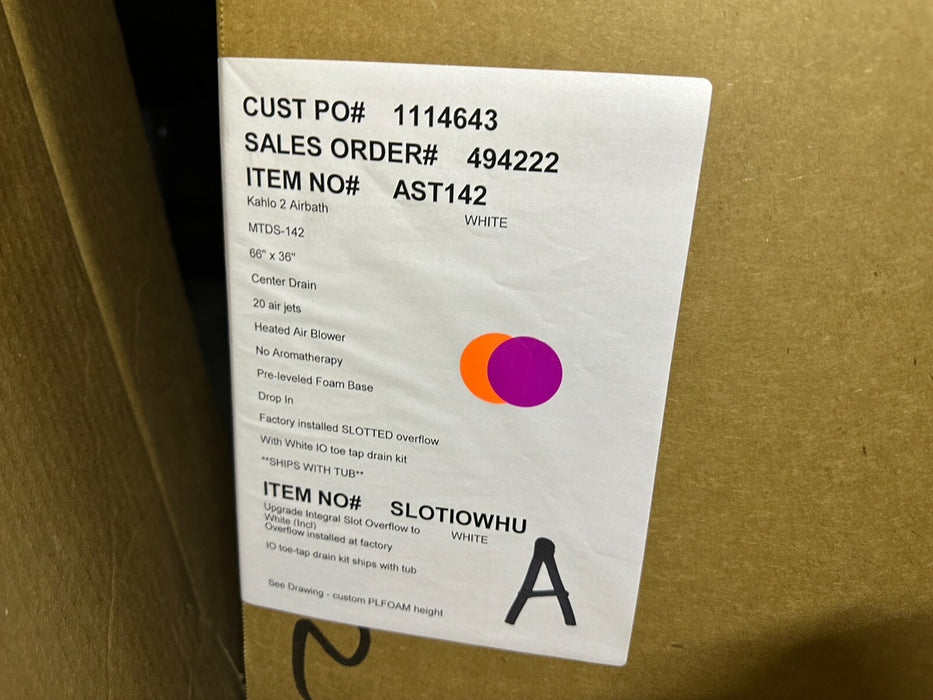 CUST PO# 1114643
SALES ORDER# 494222
ITEM NO# AST142
Kahlo 2 Airbath
WHITE
MTDS-142
66" x 36"
Center Drain
20 air jets
Heated Air Blower
No Aromatherapy
Pre-leveled Foam Base
Drop In
Factory installed SLOTTED overflow
With White IO toe tap drain kit
**SHIPS WITH TUB**
ITEM NO# SLOTIOWHU
Upgrade Integral Slot Overflow to
White (Incl)
WHITE
Overflow installed at factory
IO toe-tap drain kit ships with tub
See Drawing - custom PLFOAM height
A
2